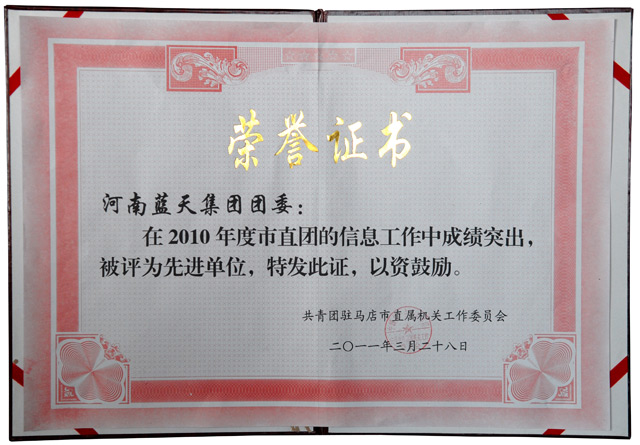 荣誉证书
河南蓝天集团团委：
在2010年度市直团的信息工作中成绩突出，
被评为先进单位，特发此证，以资鼓励。
共青团驻马店市直属机关工作委员会
二〇一一年三月二十八日